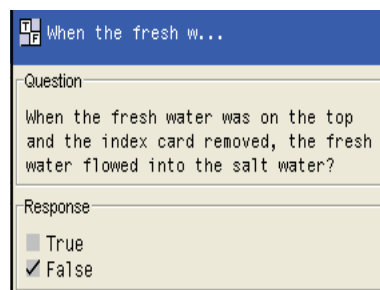 TF When the fresh w...
Question
When the fresh water was on the top
and the index card removed, the fresh
water flowed into the salt water?
Response
True
False